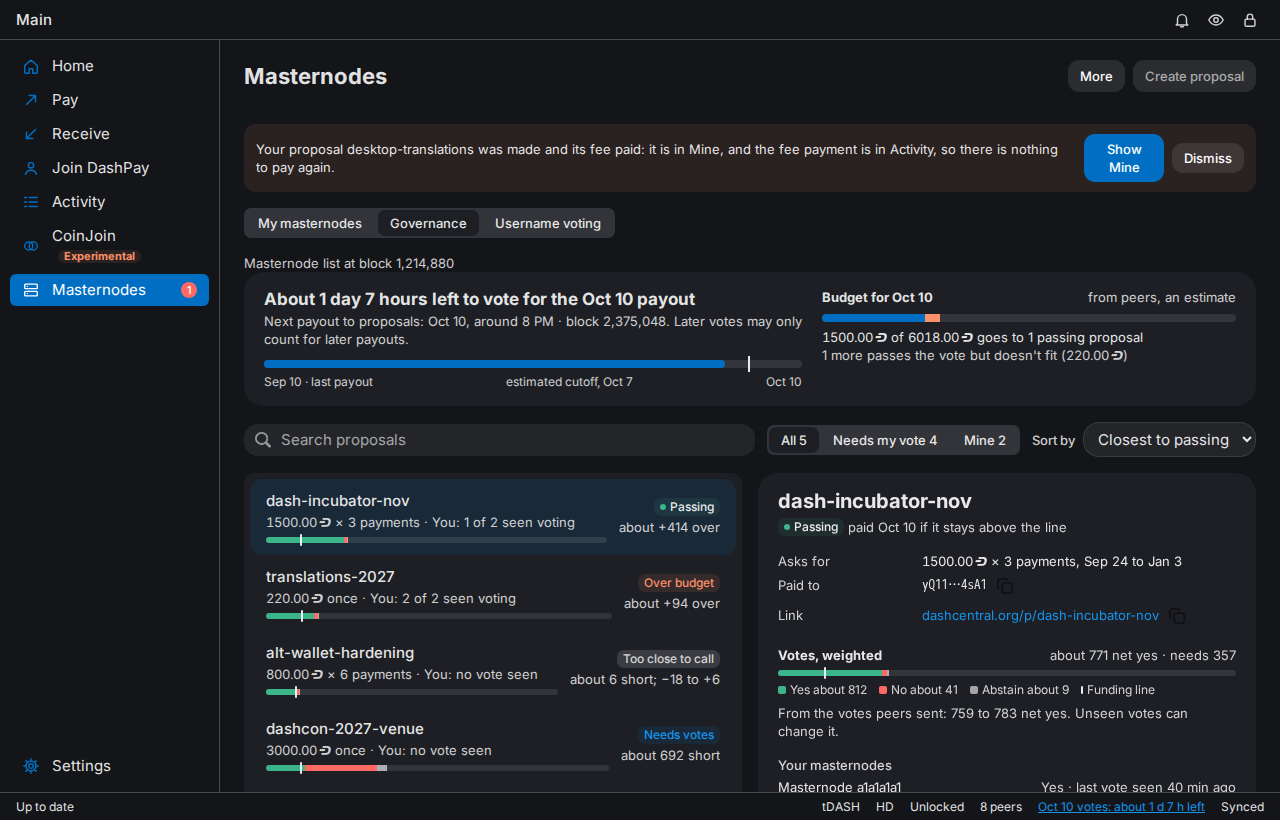 Main
Home
Pay
Receive
Join DashPay
Activity
CoinJoin
Experimental
Masternodes 1
Settings
Masternodes
More
Create proposal
Your proposal desktop-translations was made and its fee paid: it is in Mine, and the fee payment is in Activity, so there is nothing
to pay again.
Show
Mine
Dismiss
My masternodes Governance Username voting
Masternode list at block 1,214,880
About 1 day 7 hours left to vote for the Oct 10 payout
Next payout to proposals: Oct 10, around 8 PM · block 2,375,048. Later votes may only
count for later payouts.
Sep 10 · last payout estimated cutoff, Oct 7 Oct 10
Budget for Oct 10 from peers, an estimate
1500.00 of 6018.00 goes to 1 passing proposal
1 more passes the vote but doesn't fit (220.00)
Search proposals
All 5 Needs my vote 4 Mine 2
Sort by Closest to passing
dash-incubator-nov
Passing
1500.00 × 3 payments · You: 1 of 2 seen voting
about +414 over
translations-2027
Over budget
220.00 once · You: 2 of 2 seen voting
about +94 over
alt-wallet-hardening
Too close to call
800.00 × 6 payments · You: no vote seen
about 6 short; −18 to +6
dashcon-2027-venue
Needs votes
3000.00 once · You: no vote seen
about 692 short
dash-incubator-nov
Passing paid Oct 10 if it stays above the line
Asks for 1500.00 × 3 payments, Sep 24 to Jan 3
Paid to yQ11···4sA1
Link dashcentral.org/p/dash-incubator-nov
Votes, weighted about 771 net yes · needs 357
Yes about 812 No about 41 Abstain about 9 Funding line
From the votes peers sent: 759 to 783 net yes. Unseen votes can
change it.
Your masternodes
Masternode a1a1a1a1 Yes · last vote seen 40 min ago
Up to date
tDASH HD Unlocked 8 peers Oct 10 votes: about 1 d 7 h left Synced